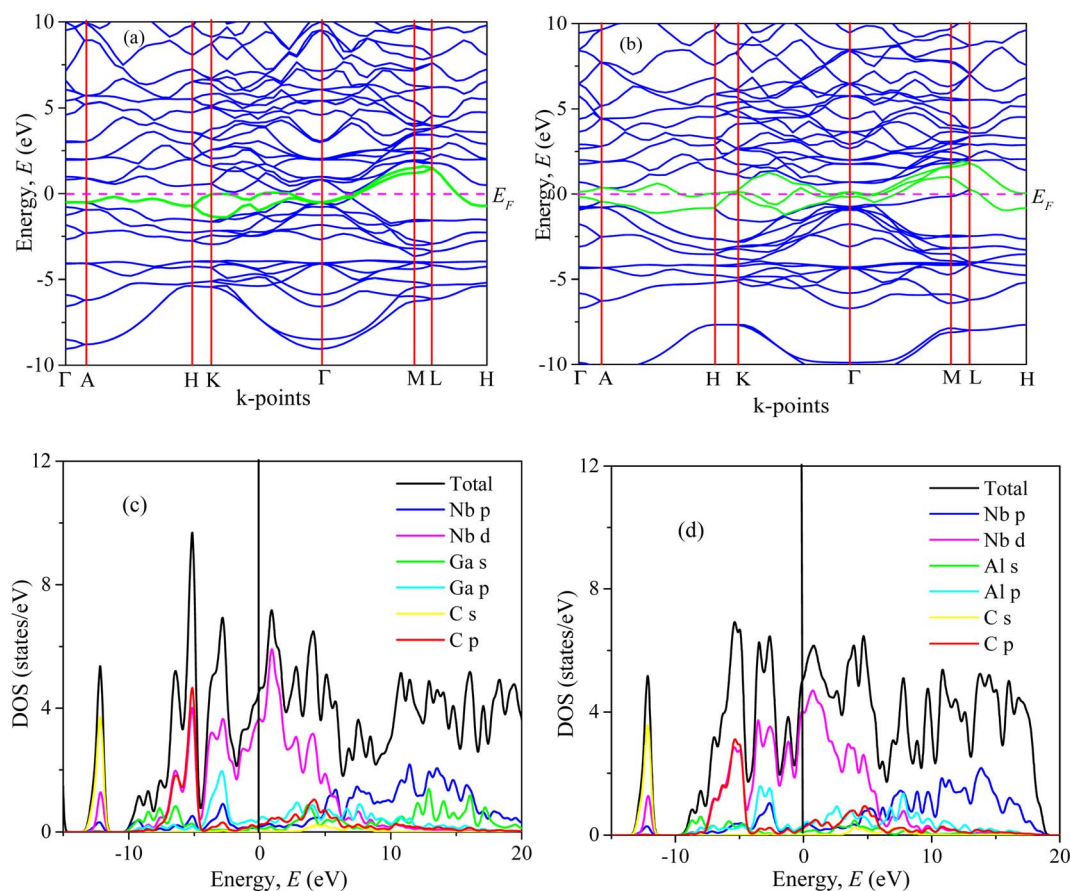 (a)
10
5
0
-5
-10
Energy, E (eV)
E_F
Γ A H K Γ M L H
k-points
(b)
10
5
0
-5
-10
Energy, E (eV)
E_F
Γ A H K Γ M L H
k-points
(c)
12
8
4
0
DOS (states/eV)
Total
Nb p
Nb d
Ga s
Ga p
C s
C p
-10 0 10 20
Energy, E (eV)
(d)
12
8
4
0
DOS (states/eV)
Total
Nb p
Nb d
Al s
Al p
C s
C p
-10 0 10 20
Energy, E (eV)